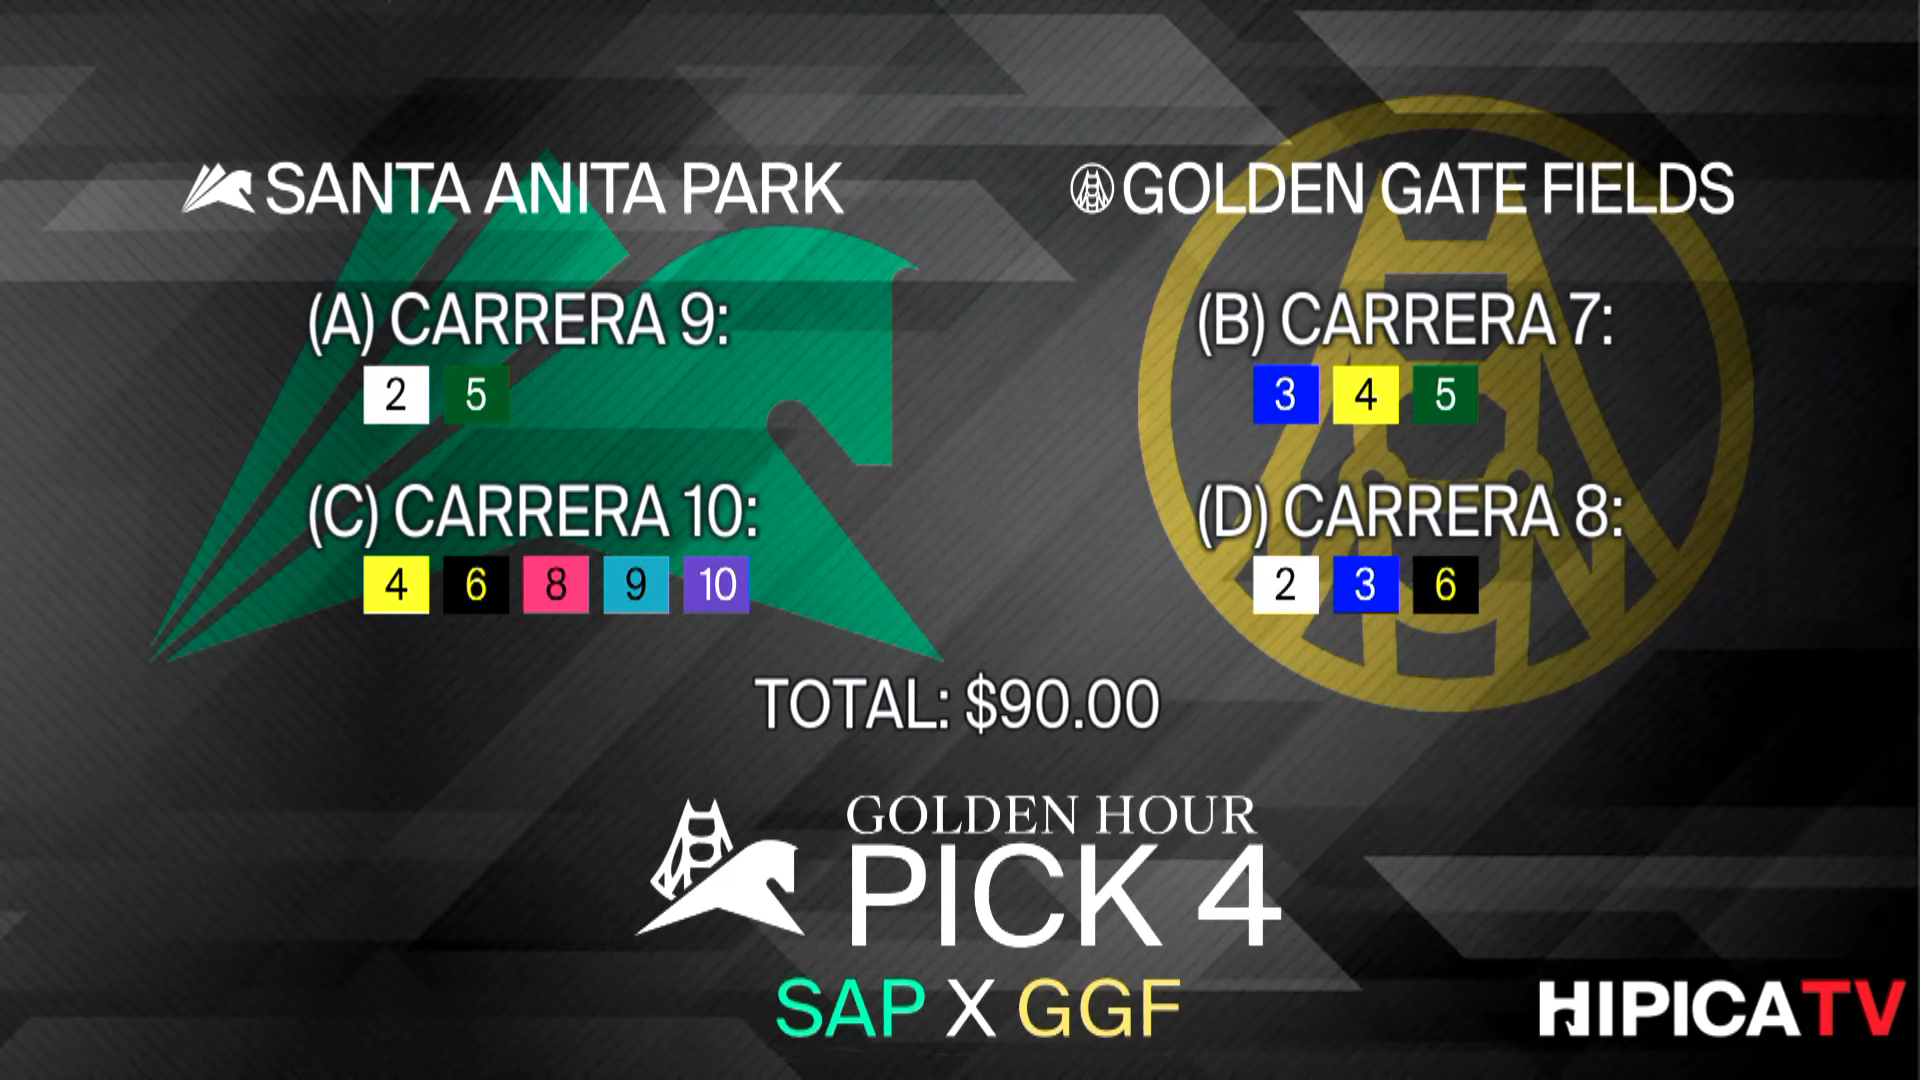 SANTA ANITA PARK
(A) CARRERA 9:
2 5
(C) CARRERA 10:
4 6 8 9 10
GOLDEN GATE FIELDS
(B) CARRERA 7:
3 4 5
(D) CARRERA 8:
2 3 6
TOTAL: $90.00
GOLDEN HOUR
PICK 4
SAP X GGF
HIPICATV